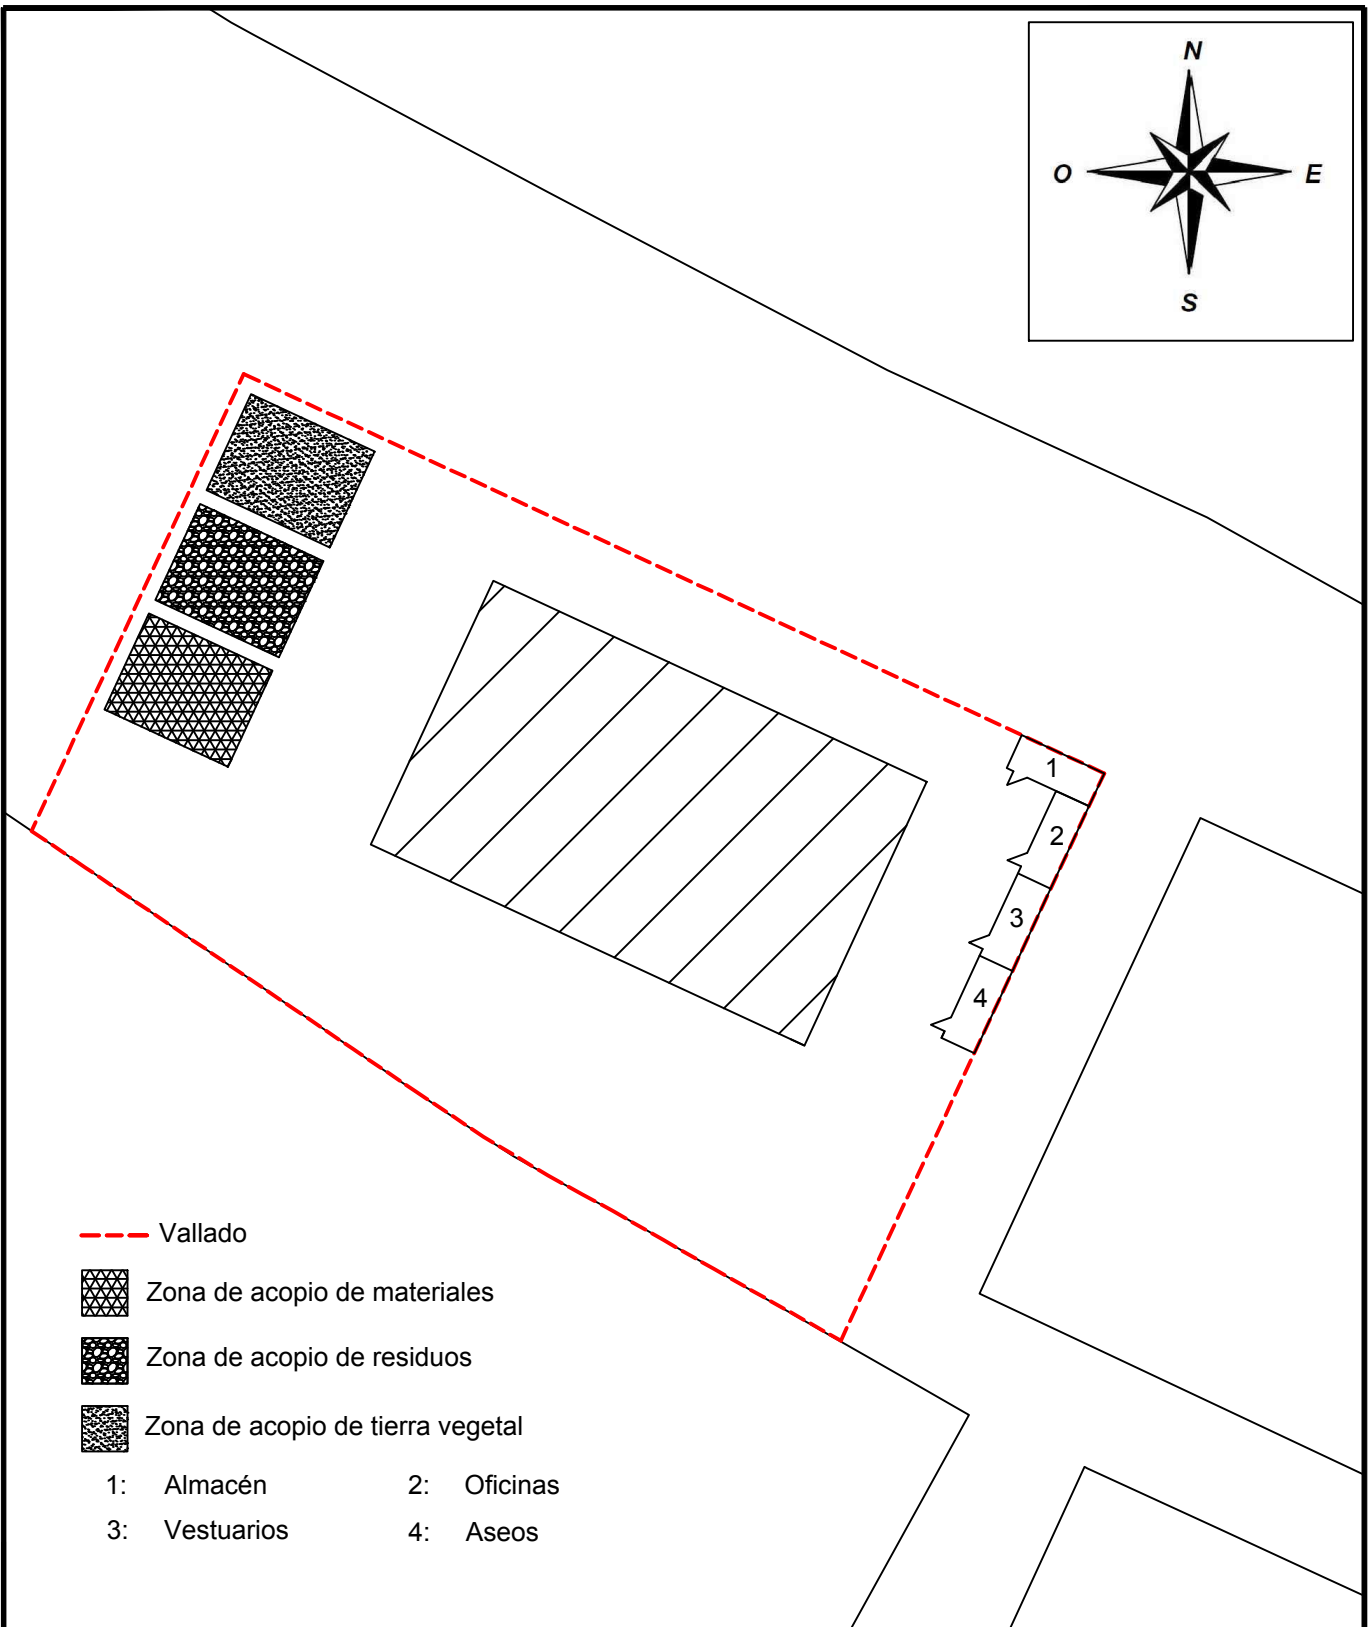 N
O
E
S
1
2
3
4
Vallado
Zona de acopio de materiales
Zona de acopio de residuos
Zona de acopio de tierra vegetal
1: Almacén 2: Oficinas
3: Vestuarios 4: Aseos